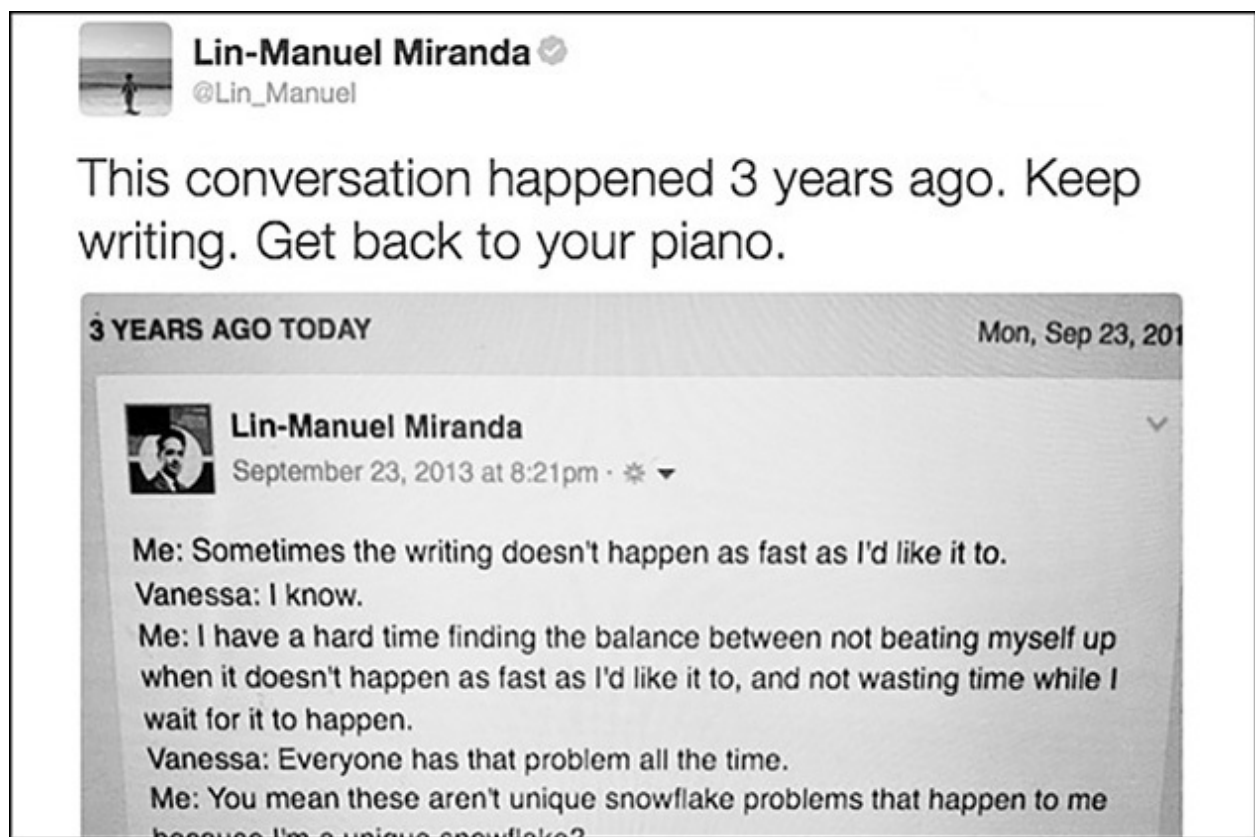 Lin-Manuel Miranda
@Lin_Manuel
This conversation happened 3 years ago. Keep
writing. Get back to your piano.
3 YEARS AGO TODAY
Mon, Sep 23, 201
Lin-Manuel Miranda
September 23, 2013 at 8:21pm ·
Me: Sometimes the writing doesn't happen as fast as I'd like it to.
Vanessa: I know.
Me: I have a hard time finding the balance between not beating myself up
when it doesn't happen as fast as I'd like it to, and not wasting time while I
wait for it to happen.
Vanessa: Everyone has that problem all the time.
Me: You mean these aren't unique snowflake problems that happen to me
because I'm a unique snowflake?